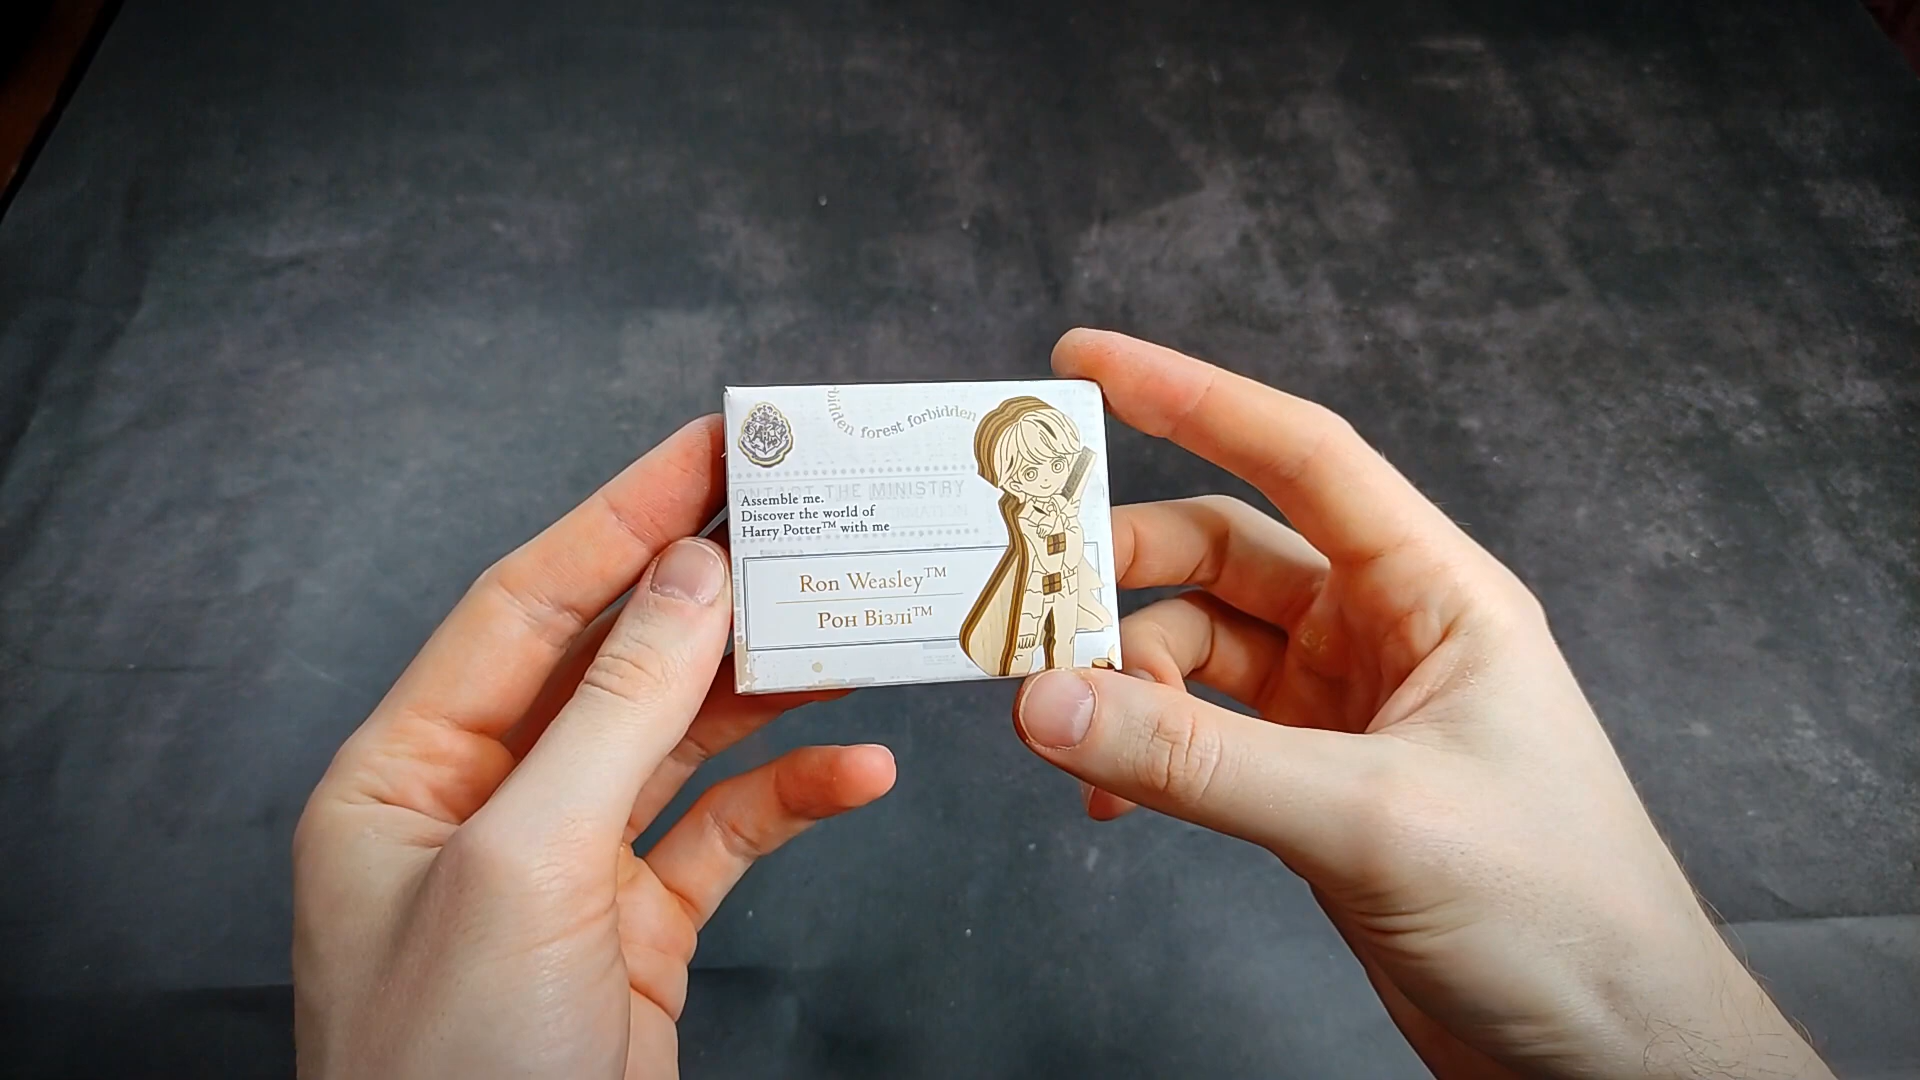 bidden forest forbidden
CONTACT THE MINISTRY
Assemble me.
Discover the world of
Harry Potter™ with me
Ron Weasley™
Рон Візлі™